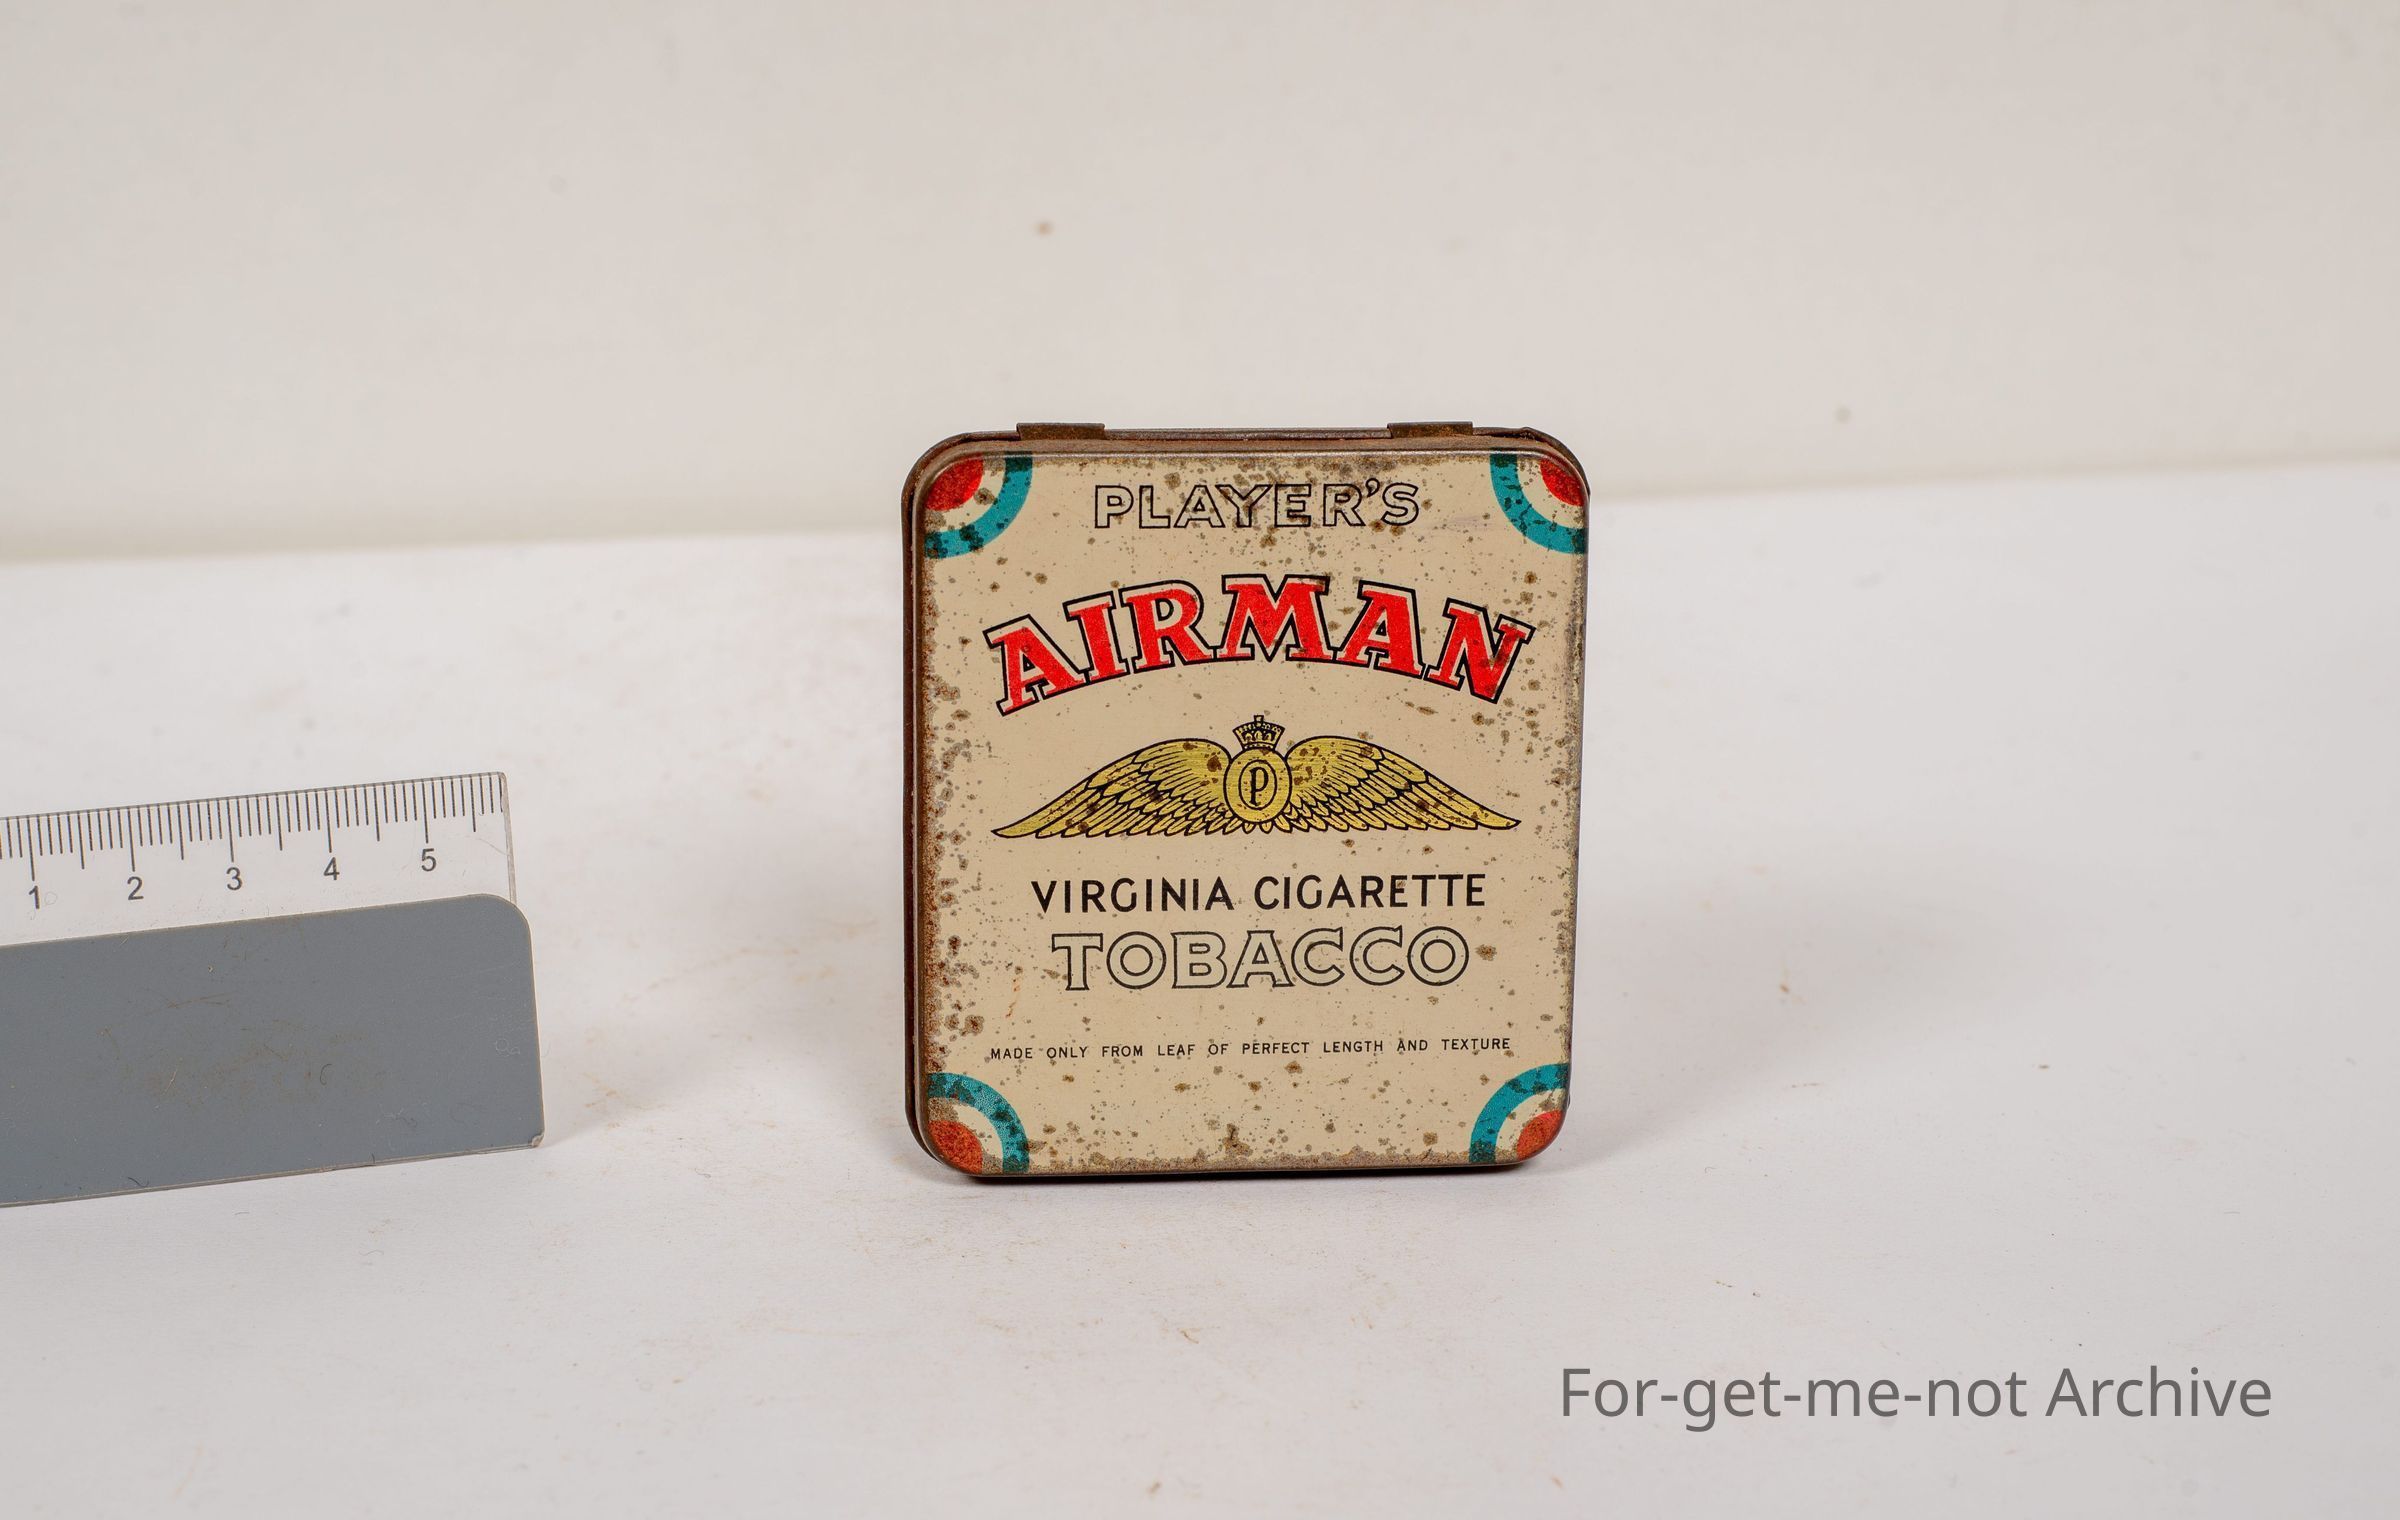 PLAYER'S
AIRMAN
P
VIRGINIA CIGARETTE
TOBACCO
MADE ONLY FROM LEAF OF PERFECT LENGTH AND TEXTURE
1 2 3 4 5
For-get-me-not Archive